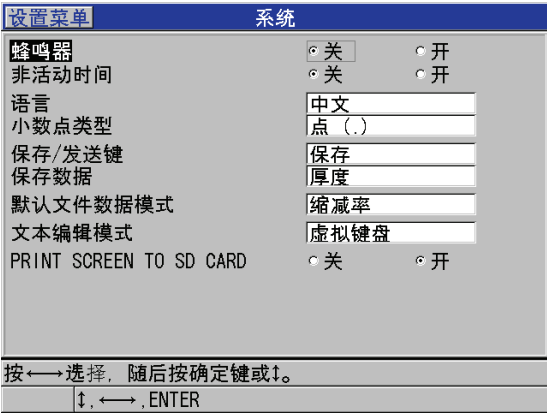 设置菜单 系统
蜂鸣器 关 开
非活动时间 关 开
语言 中文
小数点类型 点 (.)
保存/发送键 保存
保存数据 厚度
默认文件数据模式 缩减率
文本编辑模式 虚拟键盘
PRINT SCREEN TO SD CARD 关 开
按←→选择, 随后按确定键或↕。
↕, ←→ ,ENTER